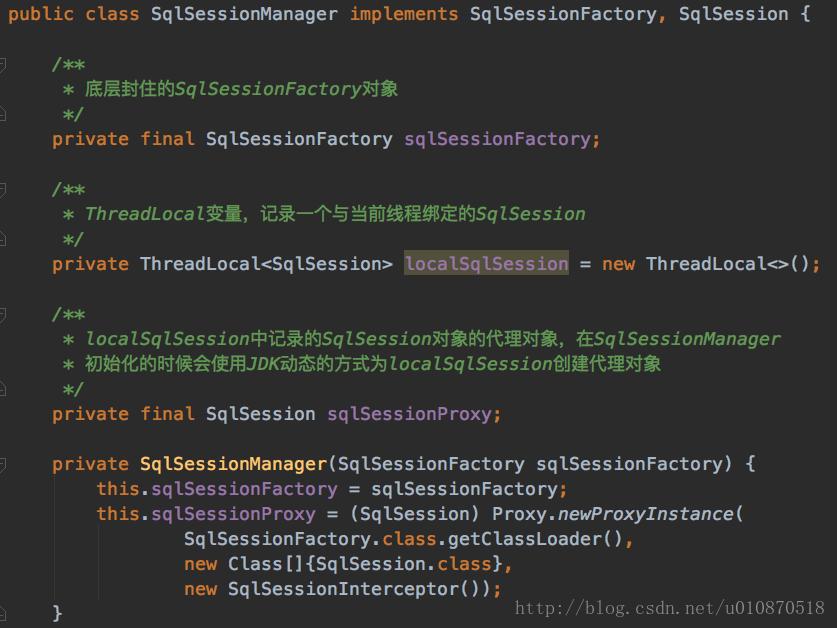 public class SqlSessionManager implements SqlSessionFactory, SqlSession {
/**
* 底层封住的SqlSessionFactory对象
*/
private final SqlSessionFactory sqlSessionFactory;
/**
* ThreadLocal变量，记录一个与当前线程绑定的SqlSession
*/
private ThreadLocal<SqlSession> localSqlSession = new ThreadLocal<>();
/**
* localSqlSession中记录的SqlSession对象的代理对象，在SqlSessionManager
* 初始化的时候会使用JDK动态的方式为localSqlSession创建代理对象
*/
private final SqlSession sqlSessionProxy;
private SqlSessionManager(SqlSessionFactory sqlSessionFactory) {
this.sqlSessionFactory = sqlSessionFactory;
this.sqlSessionProxy = (SqlSession) Proxy.newProxyInstance(
SqlSessionFactory.class.getClassLoader(),
new Class[]{SqlSession.class},
new SqlSessionInterceptor());
}
http://blog.csdn.net/u010870518